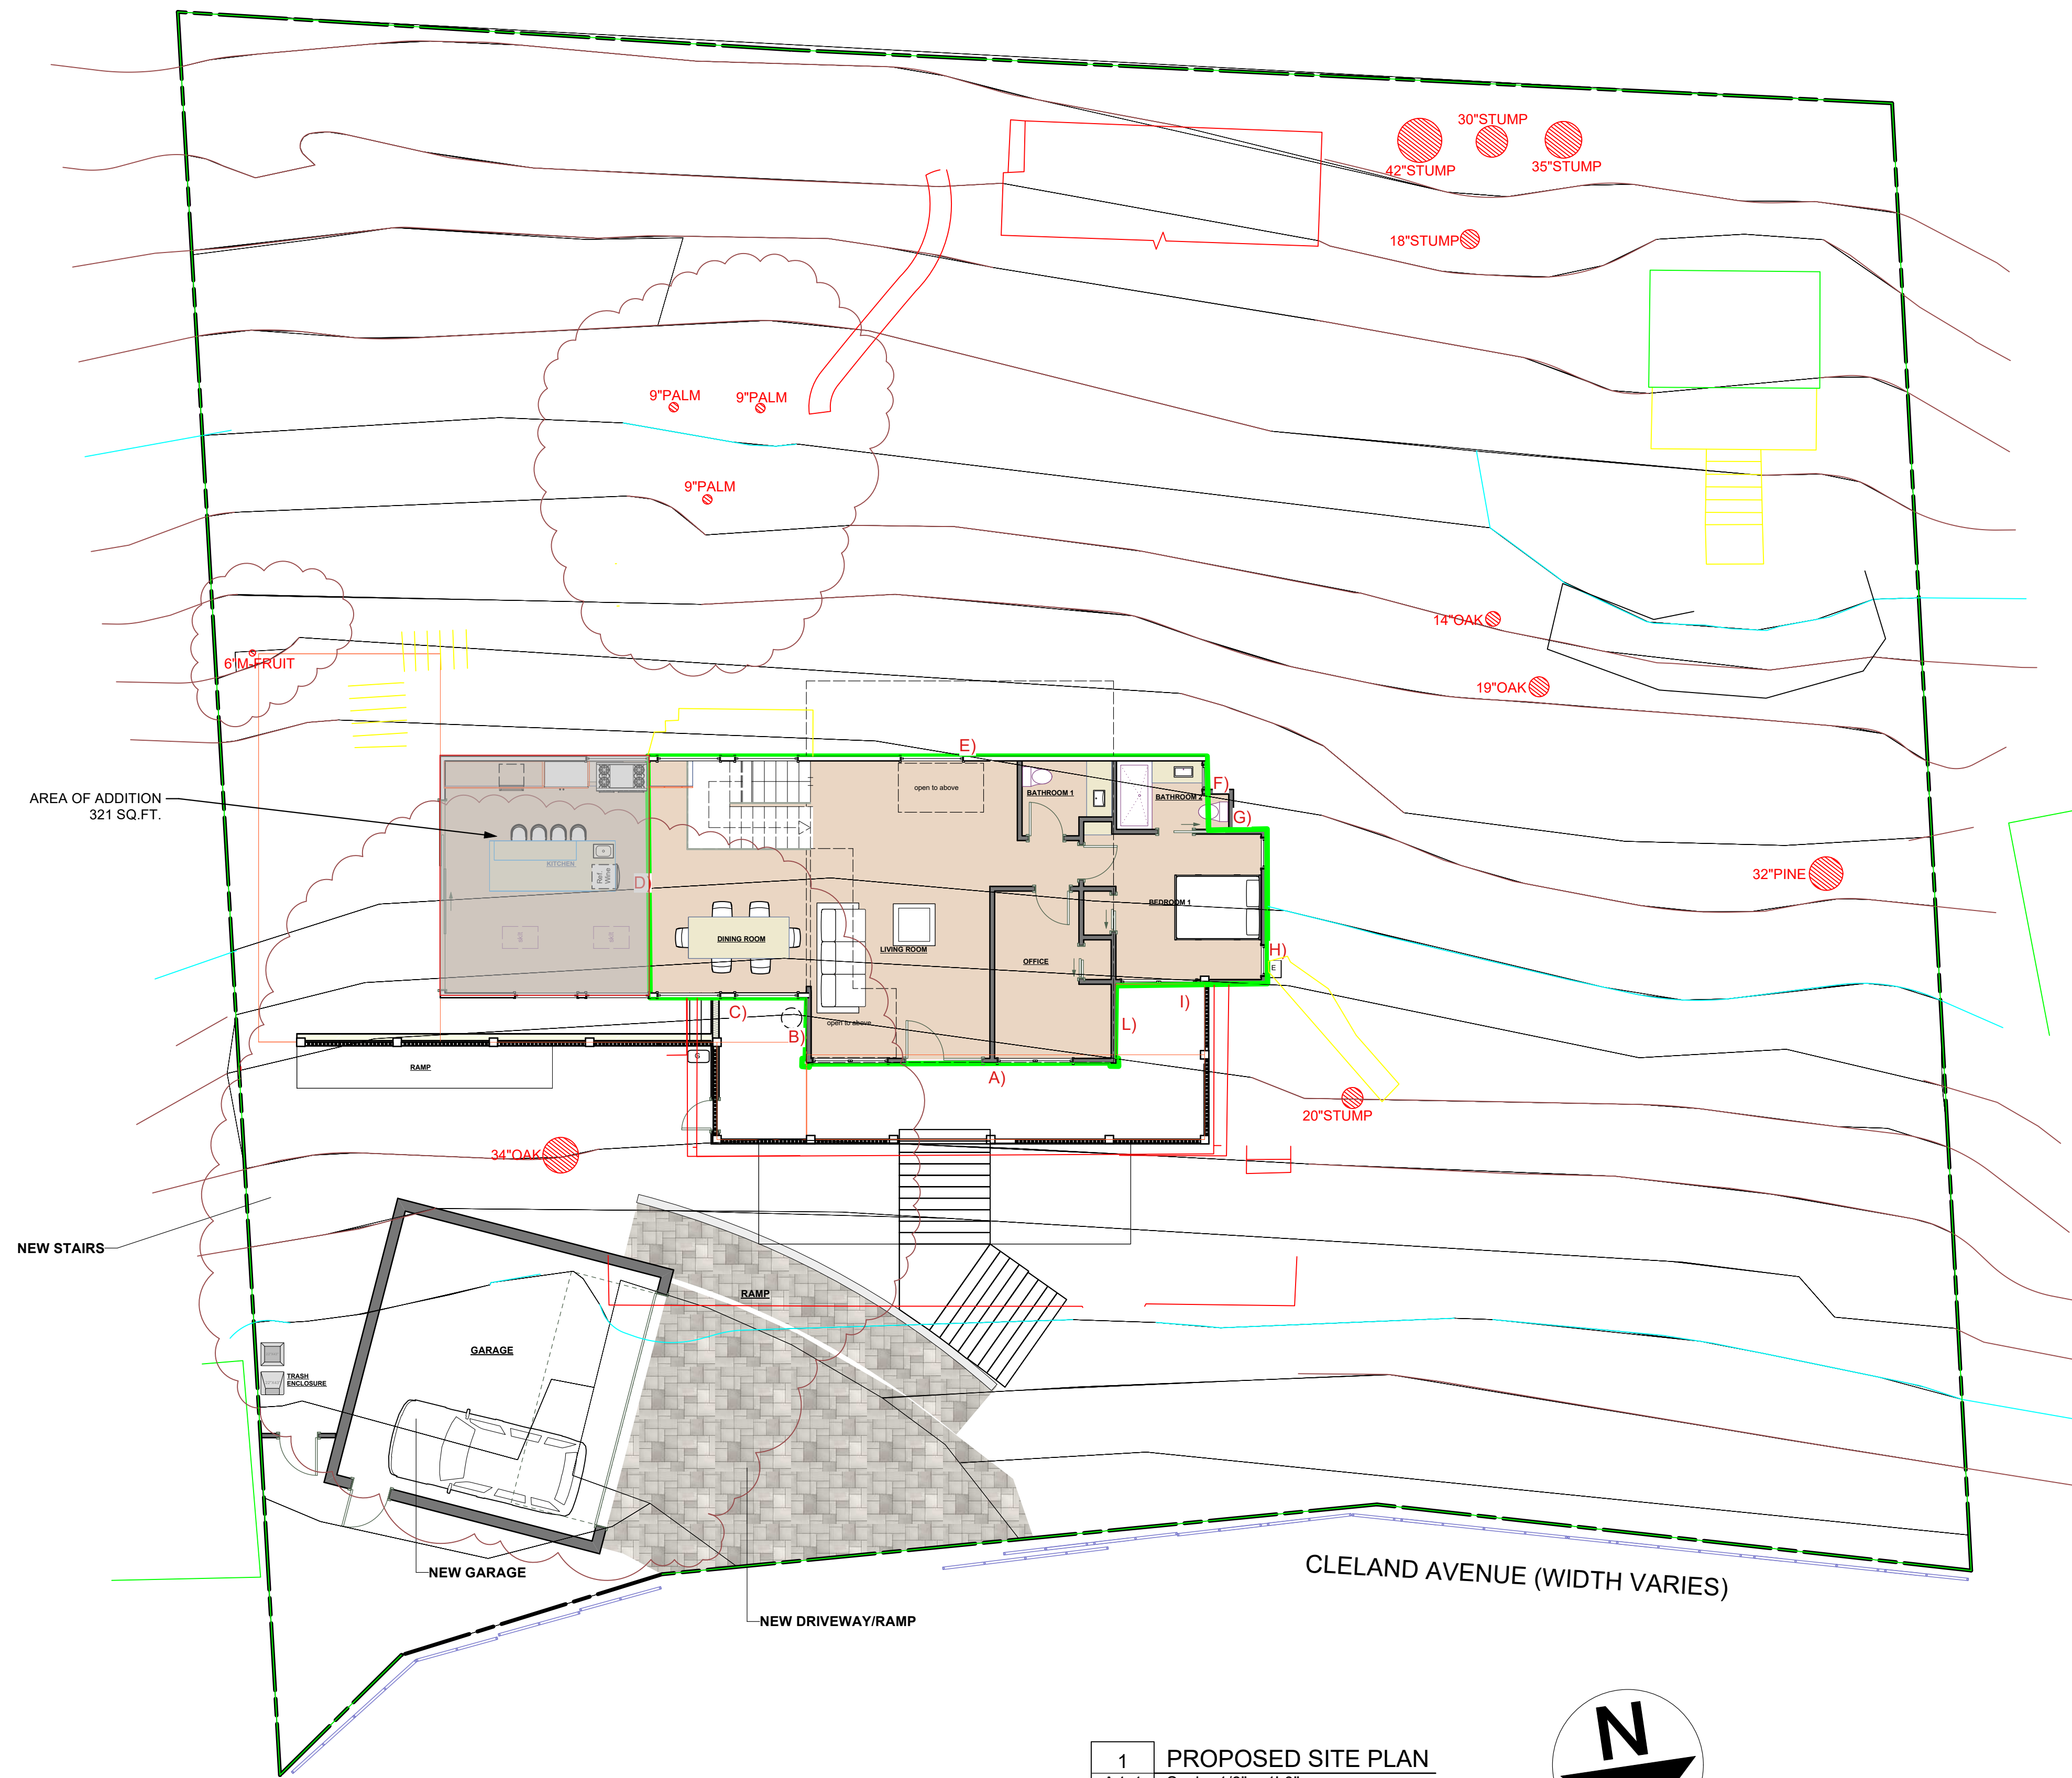 30"STUMP
42"STUMP
35"STUMP
18"STUMP
9"PALM
9"PALM
9"PALM
14"OAK
6'M-FRUIT
19"OAK
E)
AREA OF ADDITION
321 SQ.FT.
open to above
BATHROOM 1
BATHROOM 2
F)
G)
KITCHEN
Ref.
Wine
D)
32"PINE
BEDROOM 1
DINING ROOM
LIVING ROOM
OFFICE
H)
E
I)
C)
B)
open to above
L)
G
RAMP
A)
20"STUMP
34"OAK
NEW STAIRS
RAMP
GARAGE
TRASH
ENCLOSURE
NEW GARAGE
CLELAND AVENUE (WIDTH VARIES)
NEW DRIVEWAY/RAMP
N
1
PROPOSED SITE PLAN